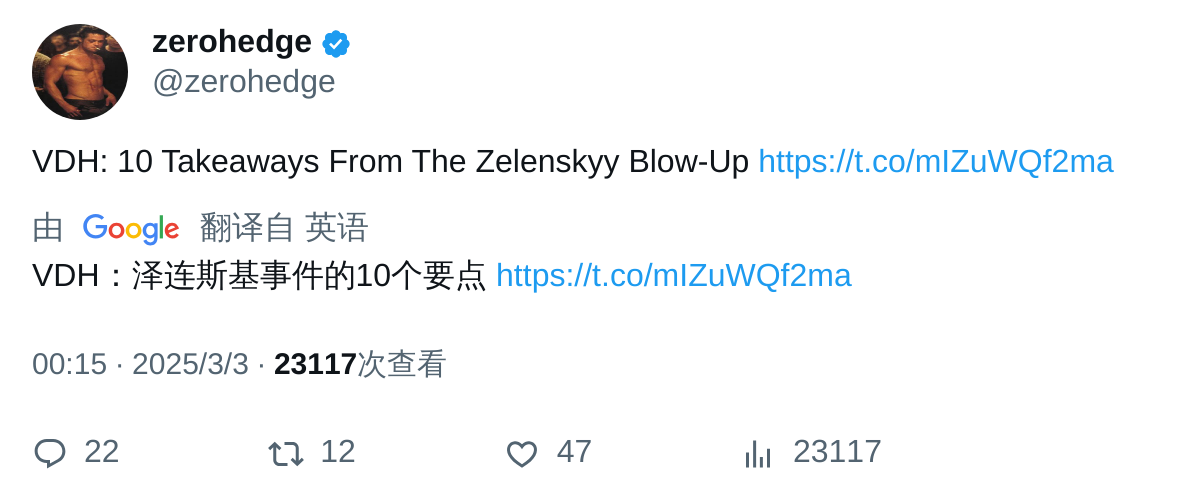 zerohedge
@zerohedge
VDH: 10 Takeaways From The Zelenskyy Blow-Up https://t.co/mIZuWQf2ma
由 Google 翻译自 英语
VDH：泽连斯基事件的10个要点 https://t.co/mIZuWQf2ma
00:15 · 2025/3/3 · 23117次查看
22 12 47 23117